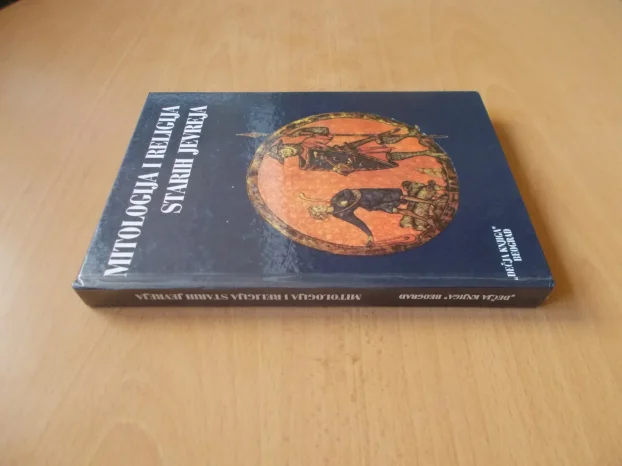 MITOLOGIJA I RELIGIJA
STARIH JEVREJA
„DEČJA KNJIGA“
BEOGRAD
MITOLOGIJA I RELIGIJA STARIH JEVREJA
„DEČJA KNJIGA“ BEOGRAD